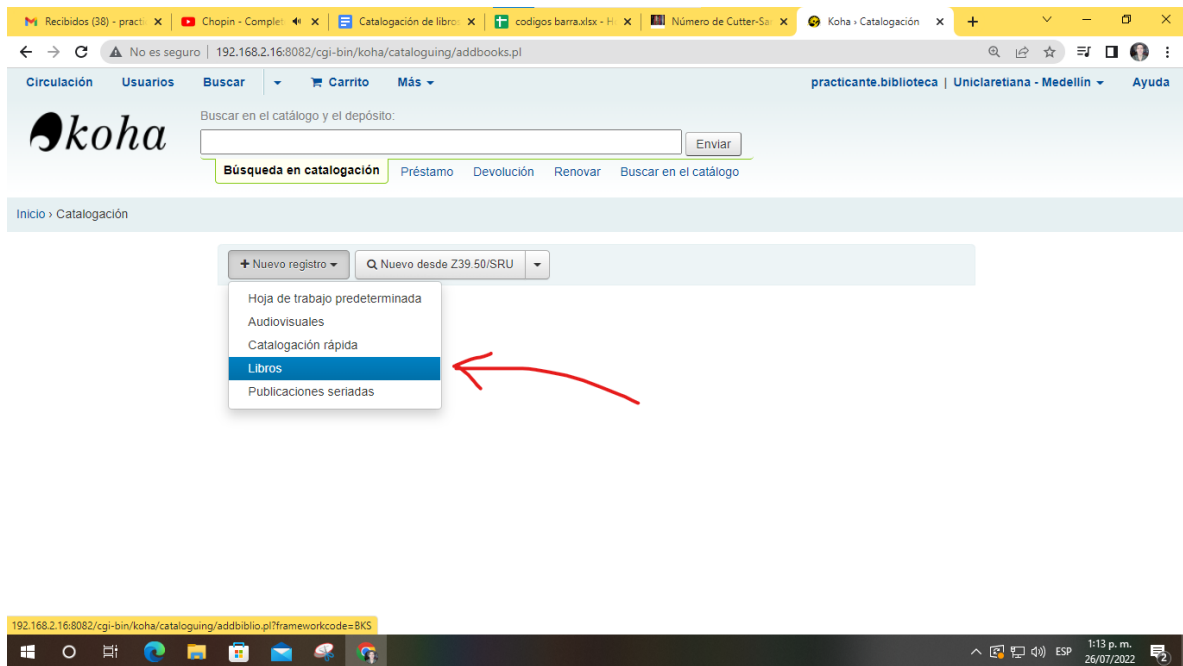 Recibidos (38) - practi
Chopin - Complet
Catalogación de libros
codigos barra.xlsx - H
Número de Cutter-Sa
Koha › Catalogación
No es seguro | 192.168.2.16:8082/cgi-bin/koha/cataloguing/addbooks.pl
Circulación Usuarios Buscar Carrito Más practicante.biblioteca | Uniclaretiana - Medellín Ayuda
koha
Buscar en el catálogo y el depósito:
Enviar
Búsqueda en catalogación Préstamo Devolución Renovar Buscar en el catálogo
Inicio › Catalogación
+ Nuevo registro Nuevo desde Z39.50/SRU
Hoja de trabajo predeterminada
Audiovisuales
Catalogación rápida
Libros
Publicaciones seriadas
192.168.2.16:8082/cgi-bin/koha/cataloguing/addbiblio.pl?frameworkcode=BKS
ESP
1:13 p. m.
26/07/2022
2